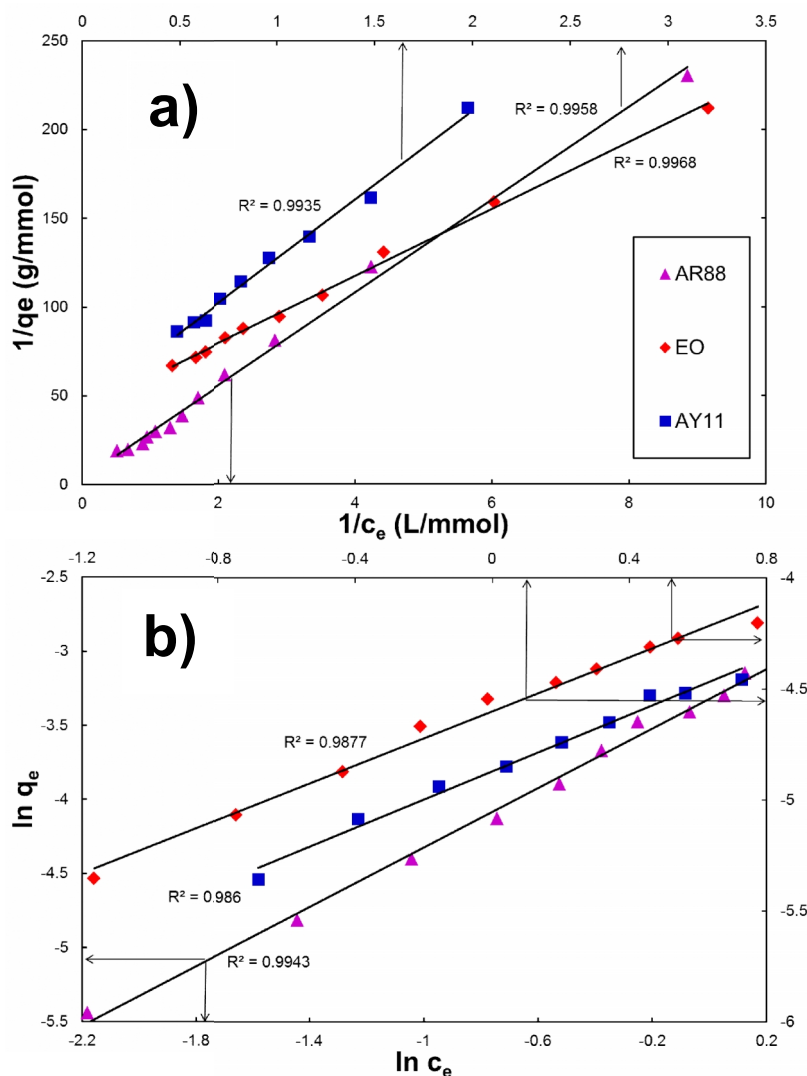 0 0.5 1 1.5 2 2.5 3 3.5
a)
250
200
150
100
50
0
1/qe (g/mmol)
R² = 0.9958
R² = 0.9968
R² = 0.9935
AR88
EO
AY11
0 2 4 6 8 10
1/cₑ (L/mmol)
-1.2 -0.8 -0.4 0 0.4 0.8
b)
-2.5
-3
-3.5
-4
-4.5
-5
-5.5
ln qₑ
-4
-4.5
-5
-5.5
-6
R² = 0.9877
R² = 0.986
R² = 0.9943
-2.2 -1.8 -1.4 -1 -0.6 -0.2 0.2
ln cₑ